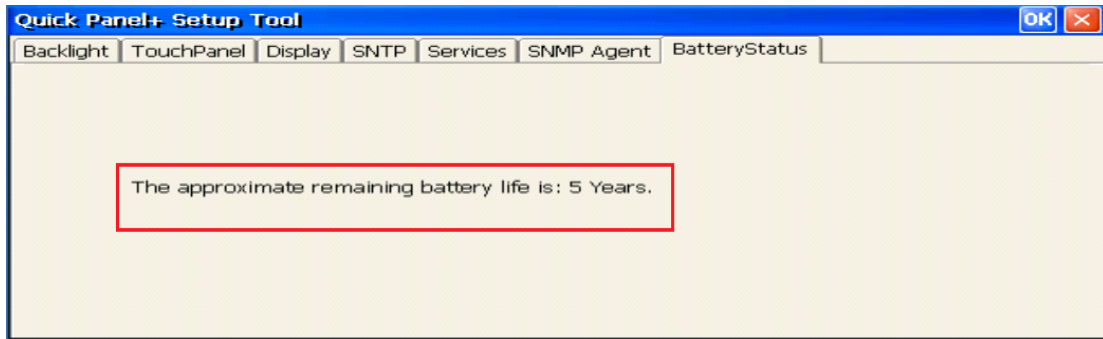 Quick Panel+ Setup Tool OK
Backlight TouchPanel Display SNTP Services SNMP Agent BatteryStatus
The approximate remaining battery life is: 5 Years.